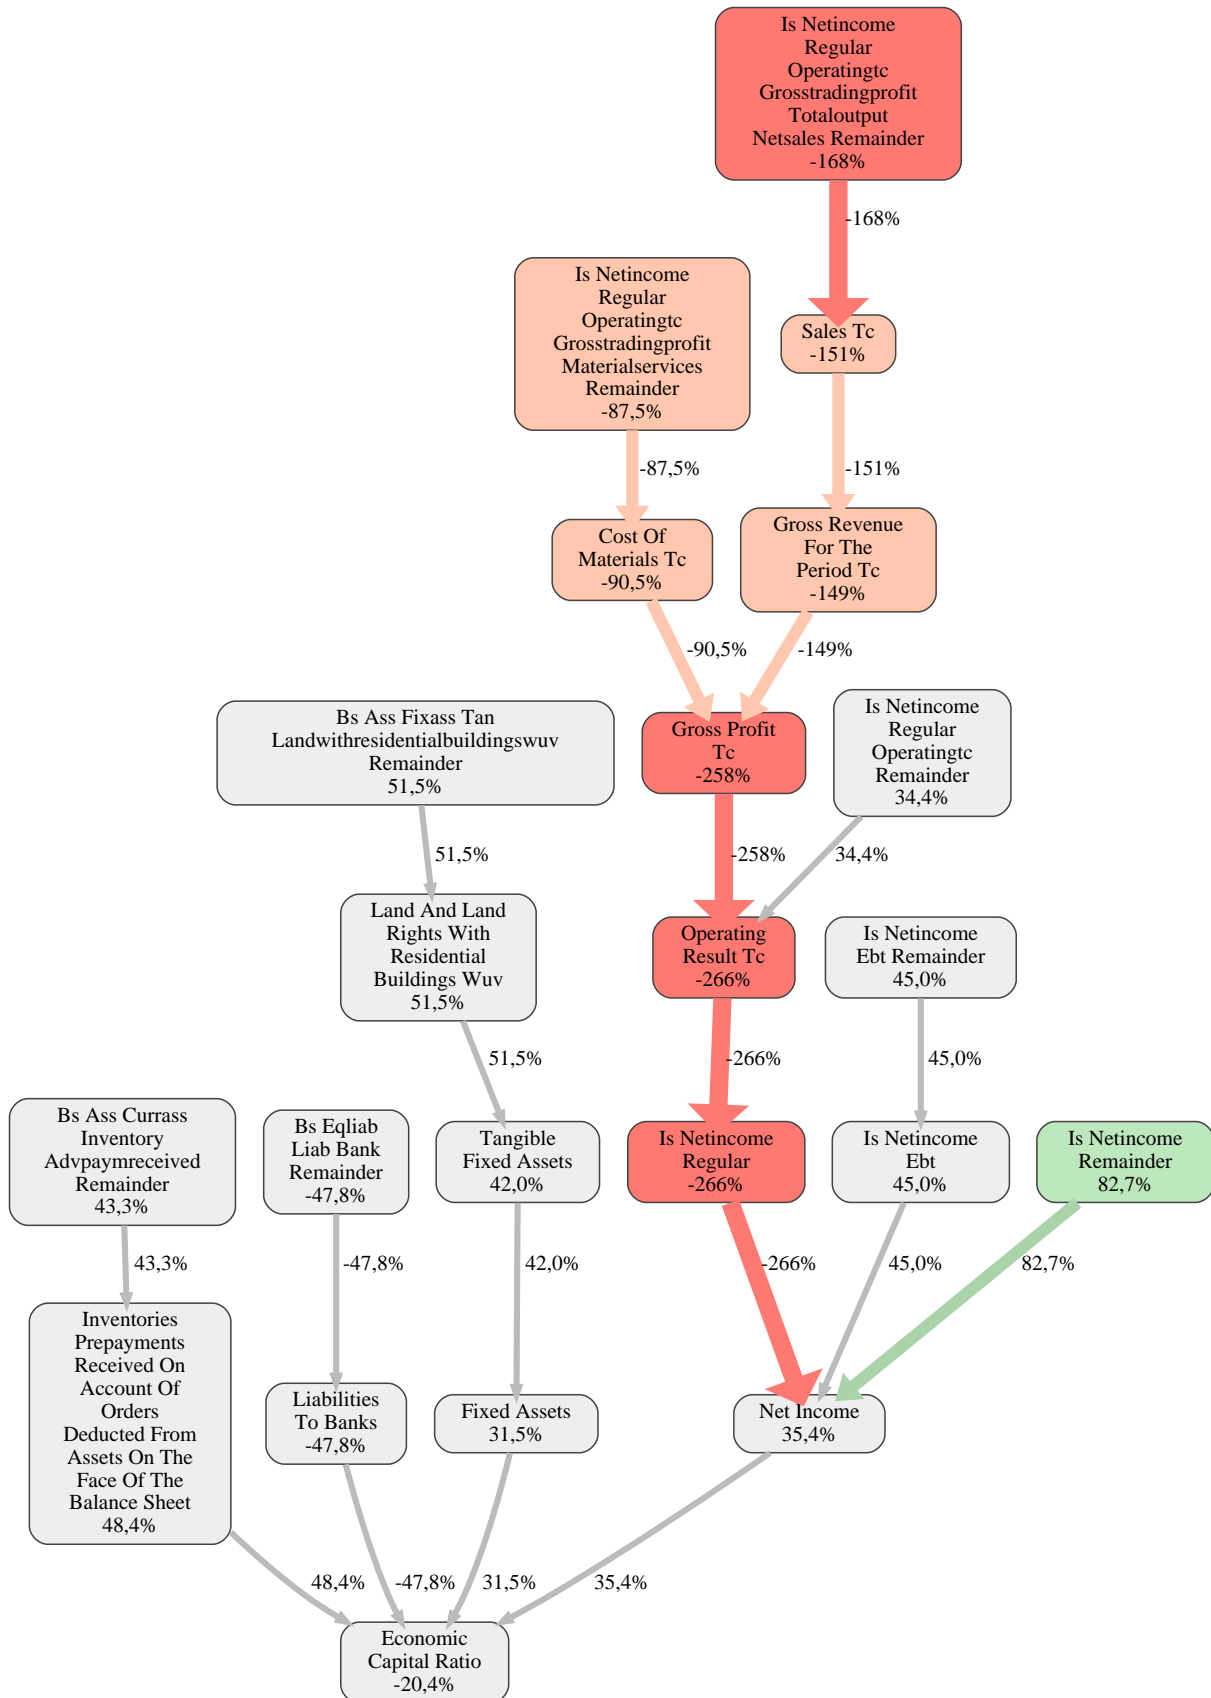 Is Netincome
Regular
Operatingtc
Grosstradingprofit
Totaloutput
Netsales Remainder
-168%
-168%
Is Netincome
Regular
Operatingtc
Grosstradingprofit
Materialservices
Remainder
-87,5%
Sales Tc
-151%
-87,5%
-151%
Cost Of
Materials Tc
-90,5%
Gross Revenue
For The
Period Tc
-149%
-90,5%
-149%
Bs Ass Fixass Tan
Landwithresidentialbuildingswuv
Remainder
51,5%
Gross Profit
Tc
-258%
Is Netincome
Regular
Operatingtc
Remainder
34,4%
51,5%
-258%
34,4%
Land And Land
Rights With
Residential
Buildings Wuv
51,5%
Operating
Result Tc
-266%
Is Netincome
Ebt Remainder
45,0%
51,5%
-266%
45,0%
Bs Ass Currass
Inventory
Advpaymreceived
Remainder
43,3%
Bs Eqliab
Liab Bank
Remainder
-47,8%
Tangible
Fixed Assets
42,0%
Is Netincome
Regular
-266%
Is Netincome
Ebt
45,0%
Is Netincome
Remainder
82,7%
43,3%
-47,8%
42,0%
-266%
45,0%
82,7%
Inventories
Prepayments
Received On
Account Of
Orders
Deducted From
Assets On The
Face Of The
Balance Sheet
48,4%
Liabilities
To Banks
-47,8%
Fixed Assets
31,5%
Net Income
35,4%
48,4%
-47,8%
31,5%
35,4%
Economic
Capital Ratio
-20,4%